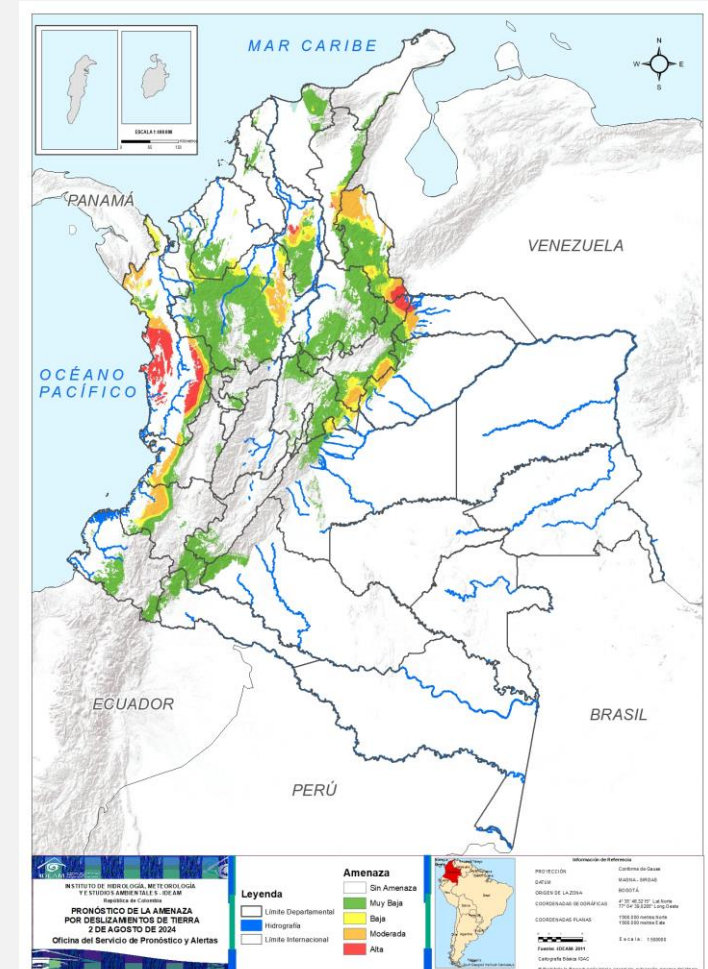 MAR CARIBE
N
W
E
S
PANAMÁ
VENEZUELA
OCÉANO
PACÍFICO
ECUADOR
BRASIL
PERÚ
IDEAM
INSTITUTO DE HIDROLOGÍA, METEOROLOGÍA
Y ESTUDIOS AMBIENTALES - IDEAM
República de Colombia
PRONÓSTICO DE LA AMENAZA
POR DESLIZAMIENTOS DE TIERRA
2 DE AGOSTO DE 2024
Oficina del Servicio de Pronóstico y Alertas
Leyenda
Límite Departamental
Hidrografía
Límite Internacional
Amenaza
Sin Amenaza
Muy Baja
Baja
Moderada
Alta
Información de Referencia
PROYECCIÓN
Conforme de Gauss
DATUM
MAGNA - SIRGAS
ORIGEN DE LA ZONA
BOGOTÁ
COORDENADAS GEOGRÁFICAS
COORDENADAS PLANAS
Fuente: IDEAM 2011
Cartografía Básica IGAC